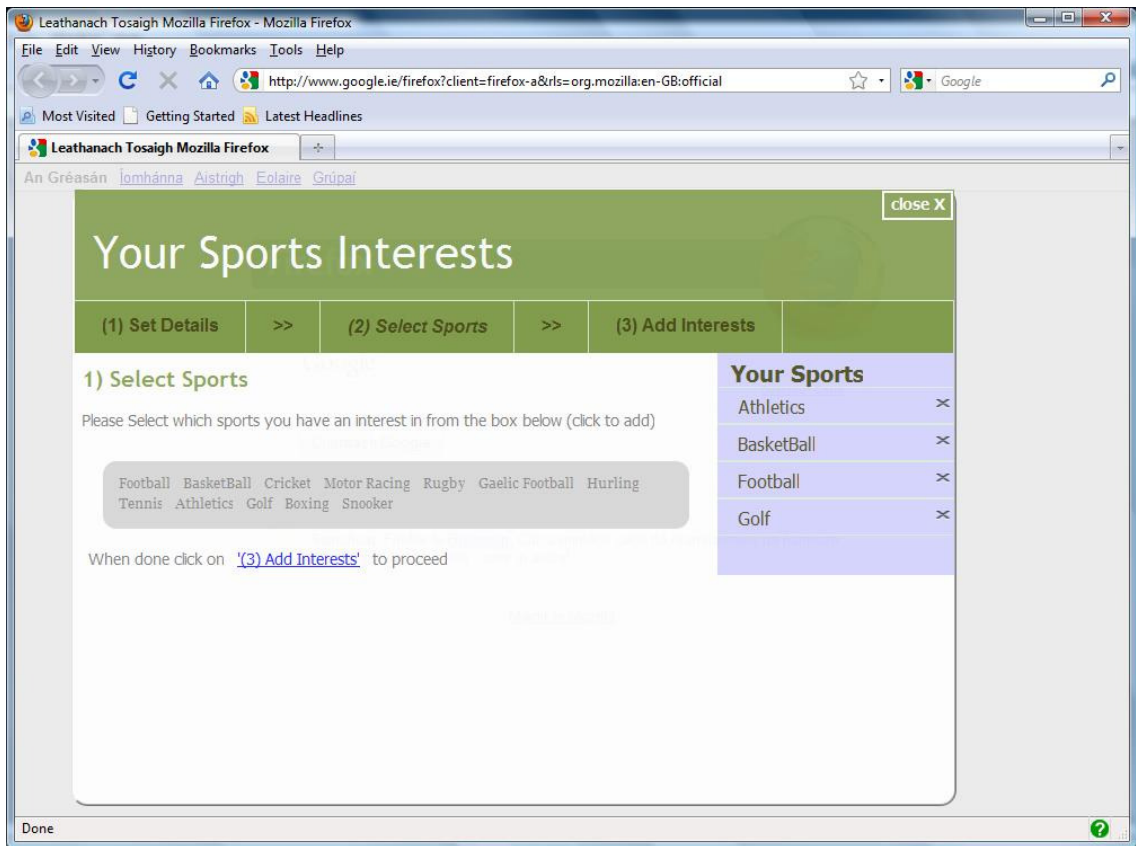 Leathanach Tosaigh Mozilla Firefox - Mozilla Firefox
File Edit View History Bookmarks Tools Help
http://www.google.ie/firefox?client=firefox-a&rls=org.mozilla:en-GB:official Google
Most Visited Getting Started Latest Headlines
Leathanach Tosaigh Mozilla Firefox
An Gréasán Íomhánna Aistrigh Eolaire Grúpaí
close X
Your Sports Interests
(1) Set Details >> (2) Select Sports >> (3) Add Interests
1) Select Sports
Please Select which sports you have an interest in from the box below (click to add)
Football BasketBall Cricket Motor Racing Rugby Gaelic Football Hurling
Tennis Athletics Golf Boxing Snooker
When done click on '(3) Add Interests' to proceed
Your Sports
Athletics
BasketBall
Football
Golf
Done